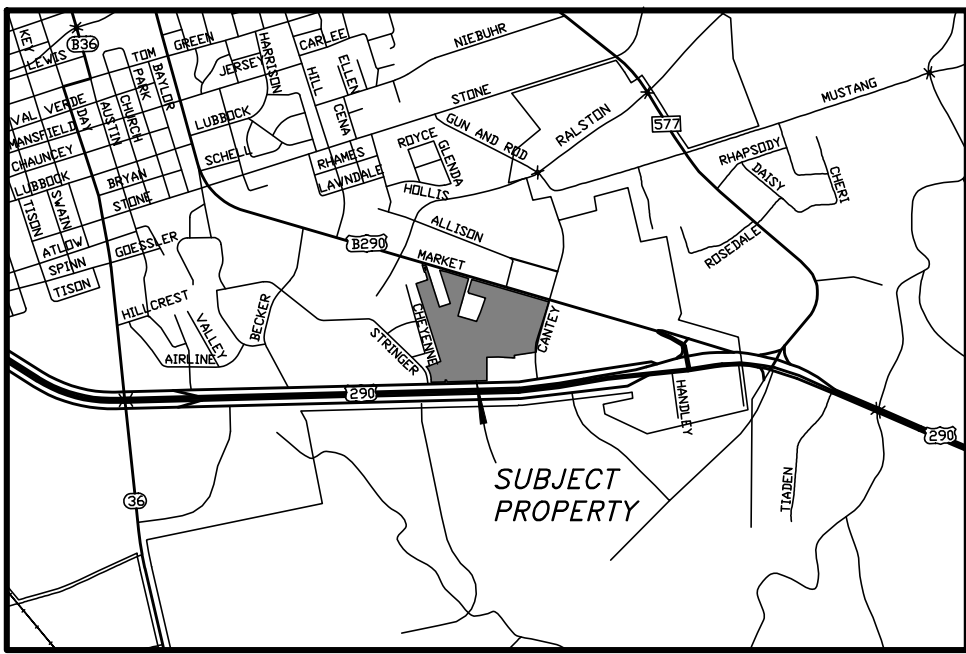 KEY
LEWIS
B36
TOM
GREEN
HARRISON
CARLEE
NIEBUHR
JERSEY
HILL
ELLEN
PARK
BAYLOR
VAL VERDE
DAY
AUSTIN
CHURCH
LUBBOCK
CENA
STONE
MUSTANG
MANSFIELD
CHAUNCEY
SCHELL
RHAMES
ROYCE
GLENDA
GUN AND ROD
RALSTON
577
LUBBOCK
BRYAN
LAWNDALE
HOLLIS
RHAPSODY
DAISY
CHERI
TISON
SWAIN
STONE
ATLOW
GOESSLER
SPINN
TISON
B290
ALLISON
MARKET
ROSEDALE
HILLCREST
VALLEY
BECKER
AIRLINE
CHEYENNE
STRINGER
CANTEY
290
HANDLEY
290
36
TIADEN
SUBJECT
PROPERTY